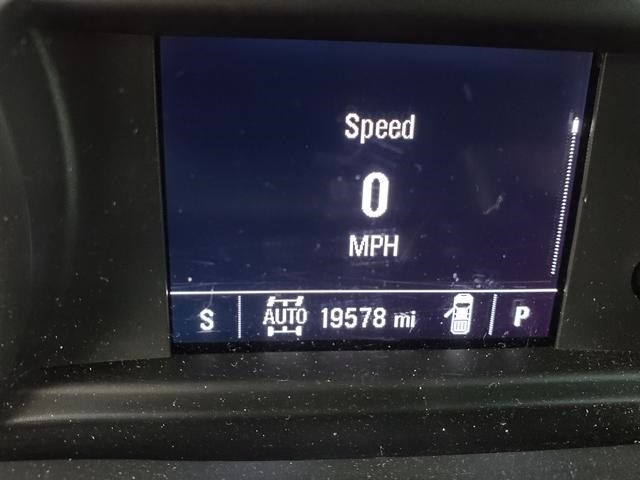 Speed
0
MPH
S AUTO 19578 mi P